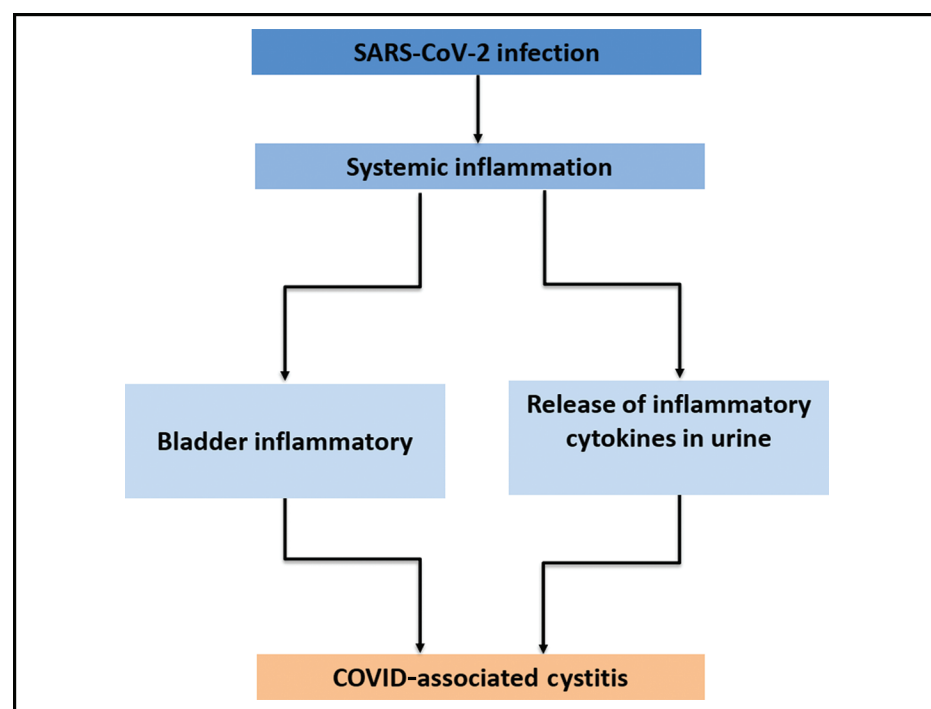 SARS-CoV-2 infection
Systemic inflammation
Bladder inflammatory
Release of inflammatory
cytokines in urine
COVID-associated cystitis